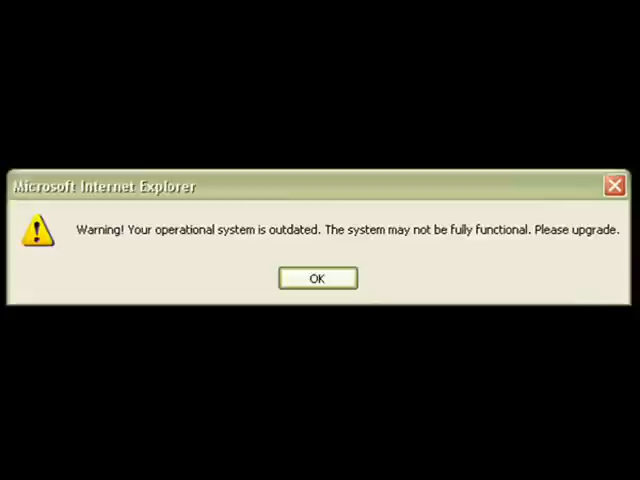 Microsoft Internet Explorer
Warning! Your operational system is outdated. The system may not be fully functional. Please upgrade.
OK